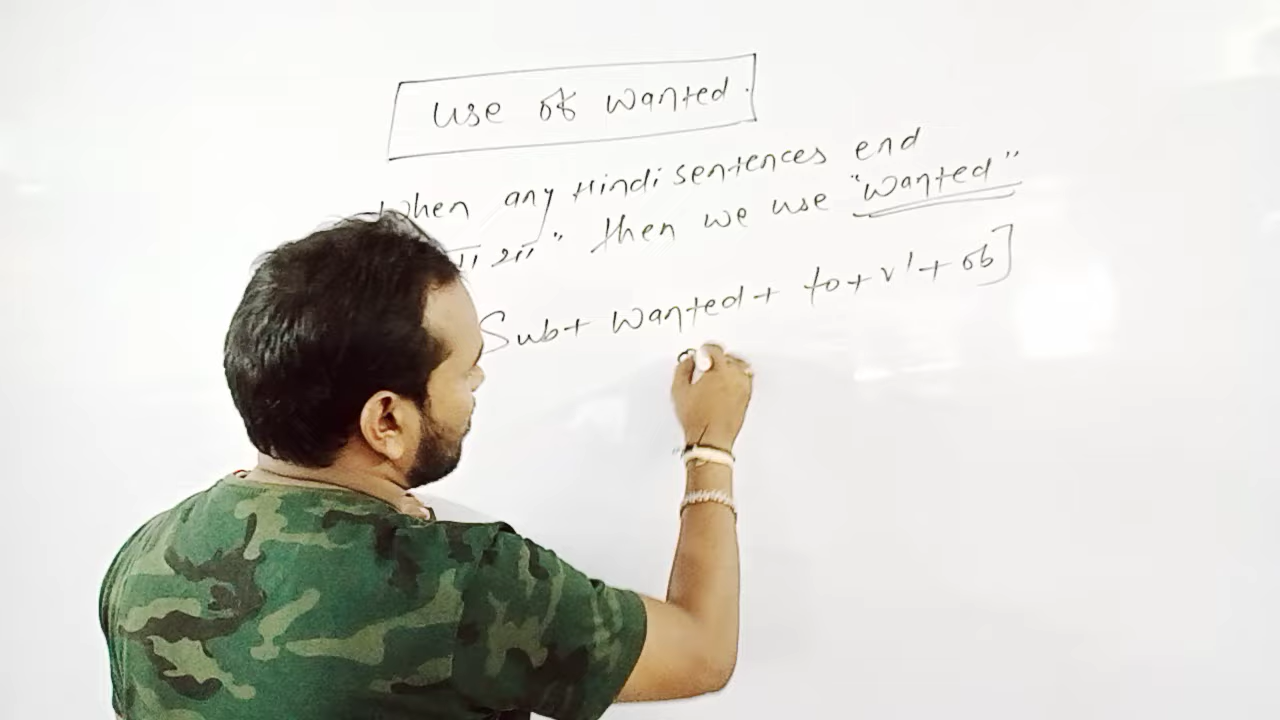 Use of Wanted.
When any Hindi sentences end
था" then we use "Wanted"
Sub+ Wanted+ to+v1+ ob]